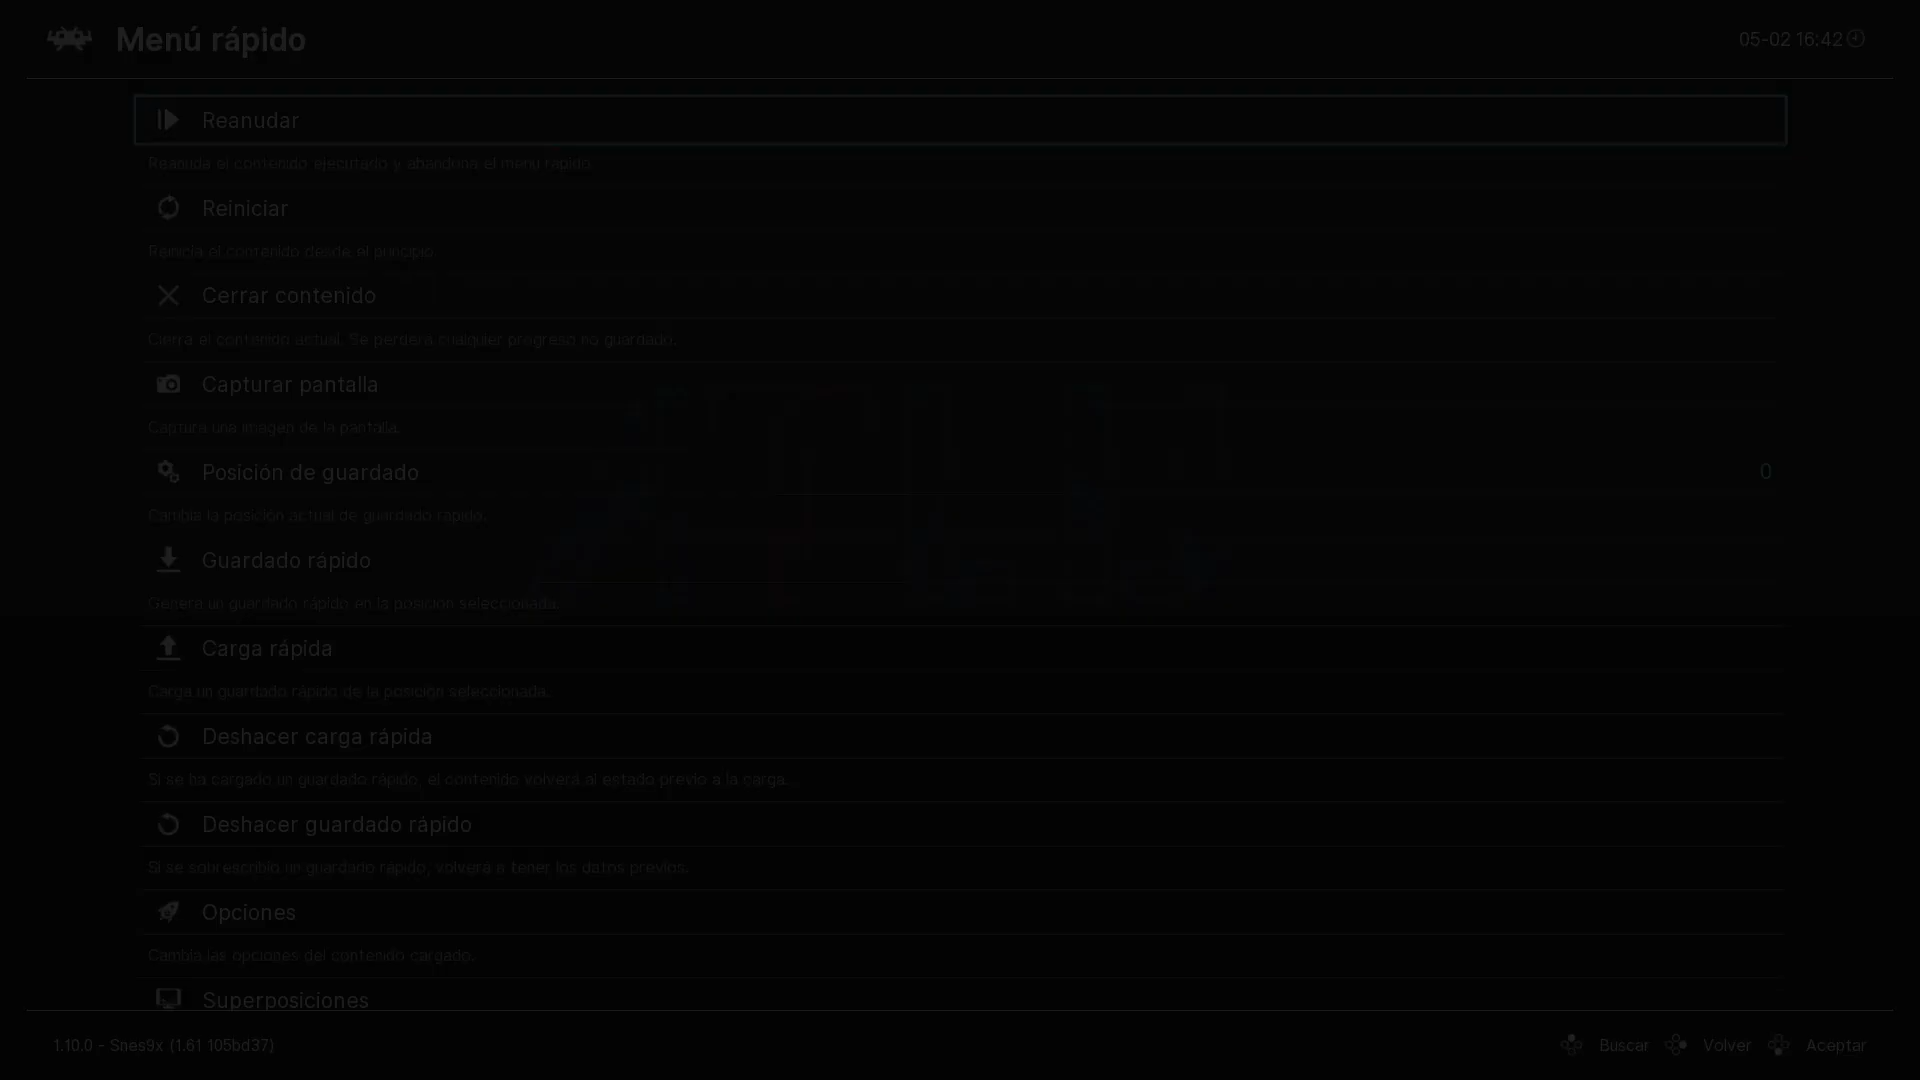 Menú rápido
05-02 16:42
Reanudar
Reanuda el contenido ejecutado y abandona el menú rápido.
Reiniciar
Reinicia el contenido desde el principio.
Cerrar contenido
Cierra el contenido actual. Se perderá cualquier progreso no guardado.
Capturar pantalla
Captura una imagen de la pantalla.
Posición de guardado
0
Cambia la posición actual de guardado rápido.
Guardado rápido
Genera un guardado rápido en la posición seleccionada.
Carga rápida
Carga un guardado rápido de la posición seleccionada.
Deshacer carga rápida
Si se ha cargado un guardado rápido, el contenido volverá al estado previo a la carga.
Deshacer guardado rápido
Si se sobrescribió un guardado rápido, volverá a tener los datos previos.
Opciones
Cambia las opciones del contenido cargado.
Superposiciones
1.10.0 - Snes9x (1.61 105bd37)
Buscar Volver Aceptar